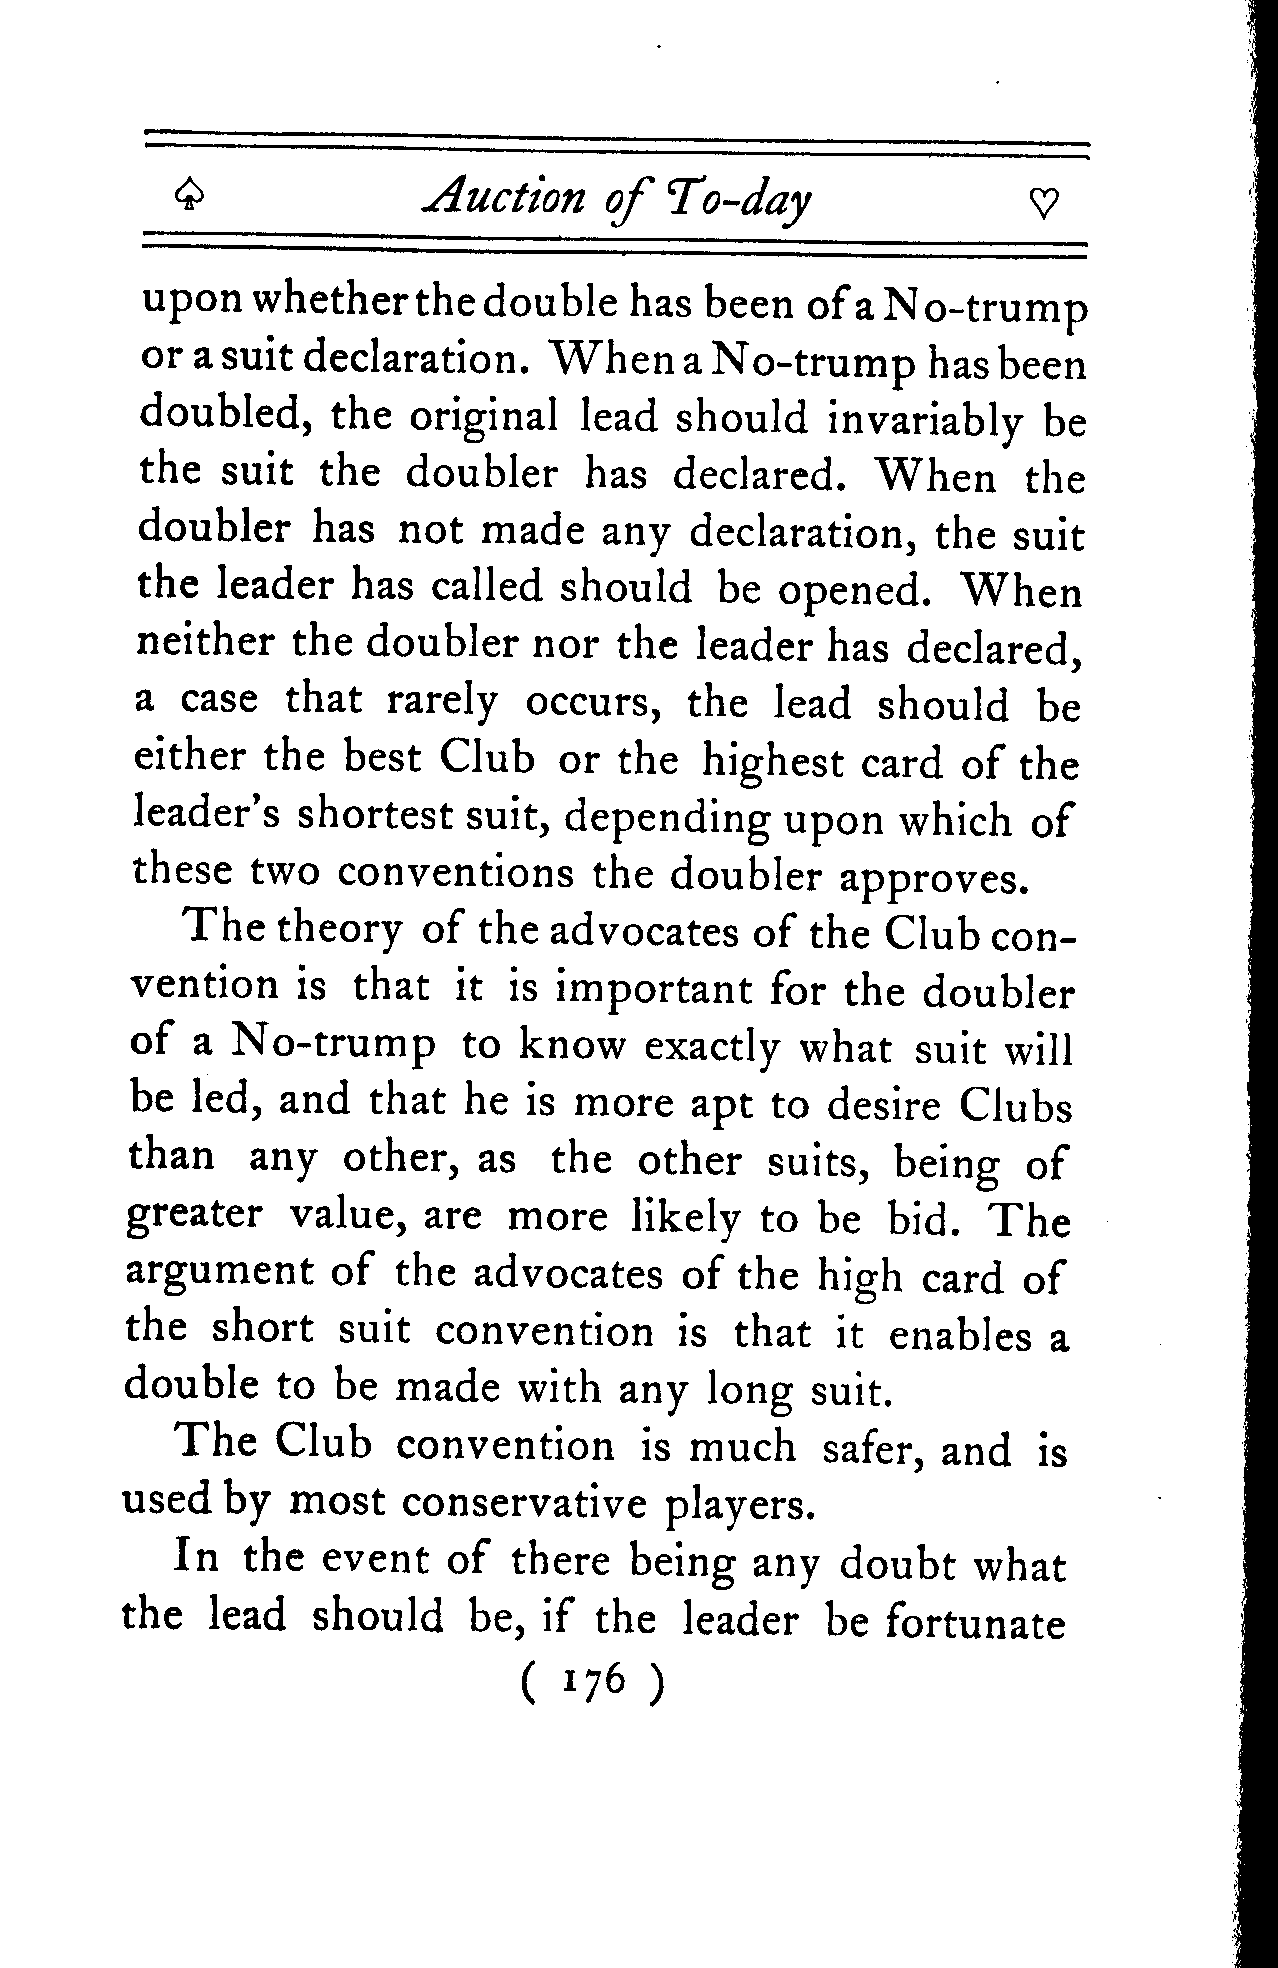 ♤ Auction of To-day ♡
upon whether the double has been of a No-trump
or a suit declaration. When a No-trump has been
doubled, the original lead should invariably be
the suit the doubler has declared. When the
doubler has not made any declaration, the suit
the leader has called should be opened. When
neither the doubler nor the leader has declared,
a case that rarely occurs, the lead should be
either the best Club or the highest card of the
leader's shortest suit, depending upon which of
these two conventions the doubler approves.
The theory of the advocates of the Club con-
vention is that it is important for the doubler
of a No-trump to know exactly what suit will
be led, and that he is more apt to desire Clubs
than any other, as the other suits, being of
greater value, are more likely to be bid. The
argument of the advocates of the high card of
the short suit convention is that it enables a
double to be made with any long suit.
The Club convention is much safer, and is
used by most conservative players.
In the event of there being any doubt what
the lead should be, if the leader be fortunate
( 176 )